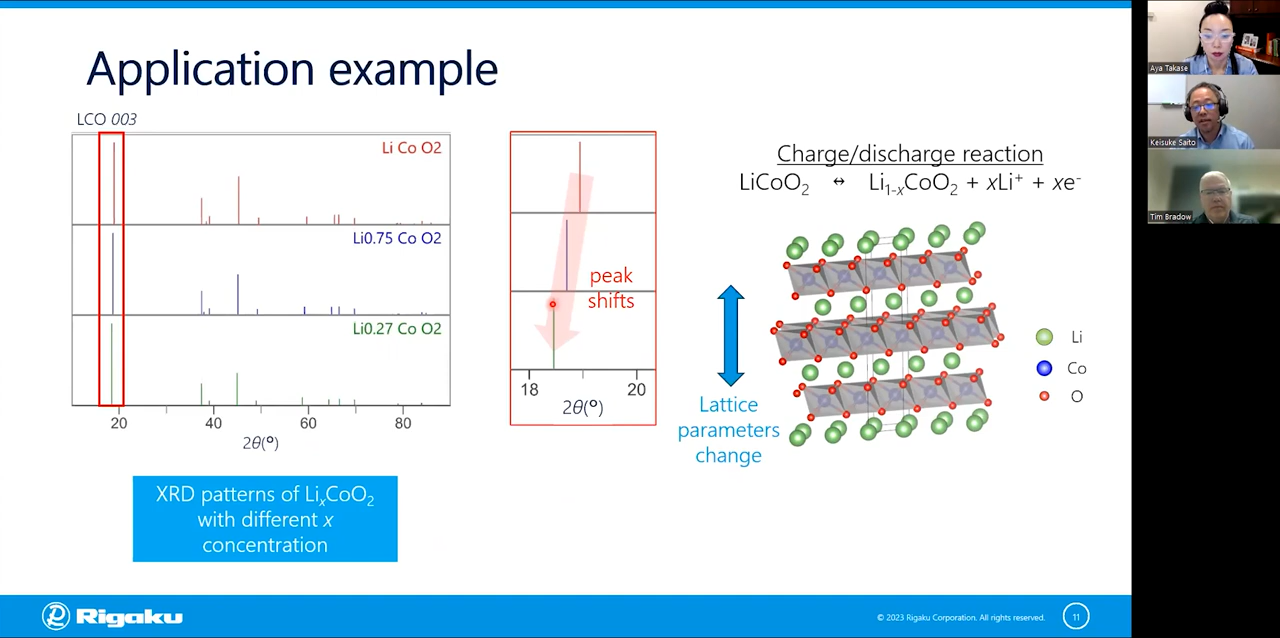 Application example
LCO 003
Li Co O2
Li0.75 Co O2
Li0.27 Co O2
20
40
60
80
2θ(°)
peak
shifts
18
20
2θ(°)
Charge/discharge reaction
LiCoO₂ ↔ Li₁₋ₓCoO₂ + xLi⁺ + xe⁻
Lattice
parameters
change
Li
Co
O
XRD patterns of LiₓCoO₂
with different x
concentration
Rigaku
© 2023 Rigaku Corporation. All rights reserved.
11
Aya Takase
Keisuke Saito
Tim Bradow